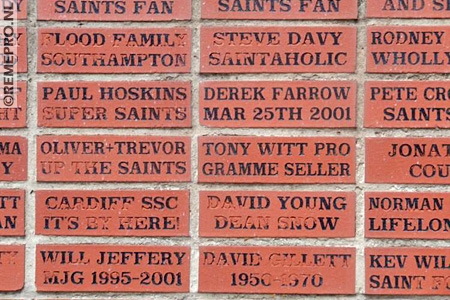 SAINTS FAN
SAINTS FAN
FLOOD FAMILY
SOUTHAMPTON
STEVE DAVY
SAINTAHOLIC
RODNEY
WHOLLY
PAUL HOSKINS
SUPER SAINTS
DEREK FARROW
MAR 25TH 2001
PETE CRO
SAINTS
OLIVER+TREVOR
UP THE SAINTS
TONY WITT PRO
GRAMME SELLER
JONAT
COU
CARDIFF SSC
IT'S BY HERE!
DAVID YOUNG
DEAN SNOW
NORMAN
LIFELON
WILL JEFFERY
MJG 1995-2001
DAVID GILLETT
1950-1970
KEV WIL
SAINT FO
©REMEPRO.NET